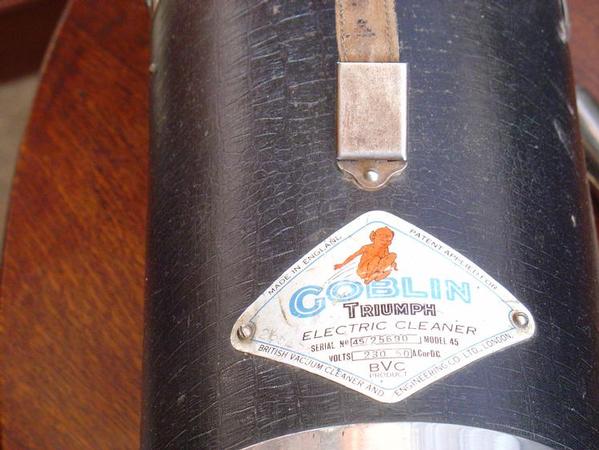 MADE IN ENGLAND
PATENT APPLIED FOR
GOBLIN
TRIUMPH
ELECTRIC CLEANER
SERIAL No 45/25690 MODEL 45
VOLTS 230 50 AC or DC
BVC
PRODUCT
BRITISH VACUUM CLEANER AND ENGINEERING CO. LTD., LONDON.